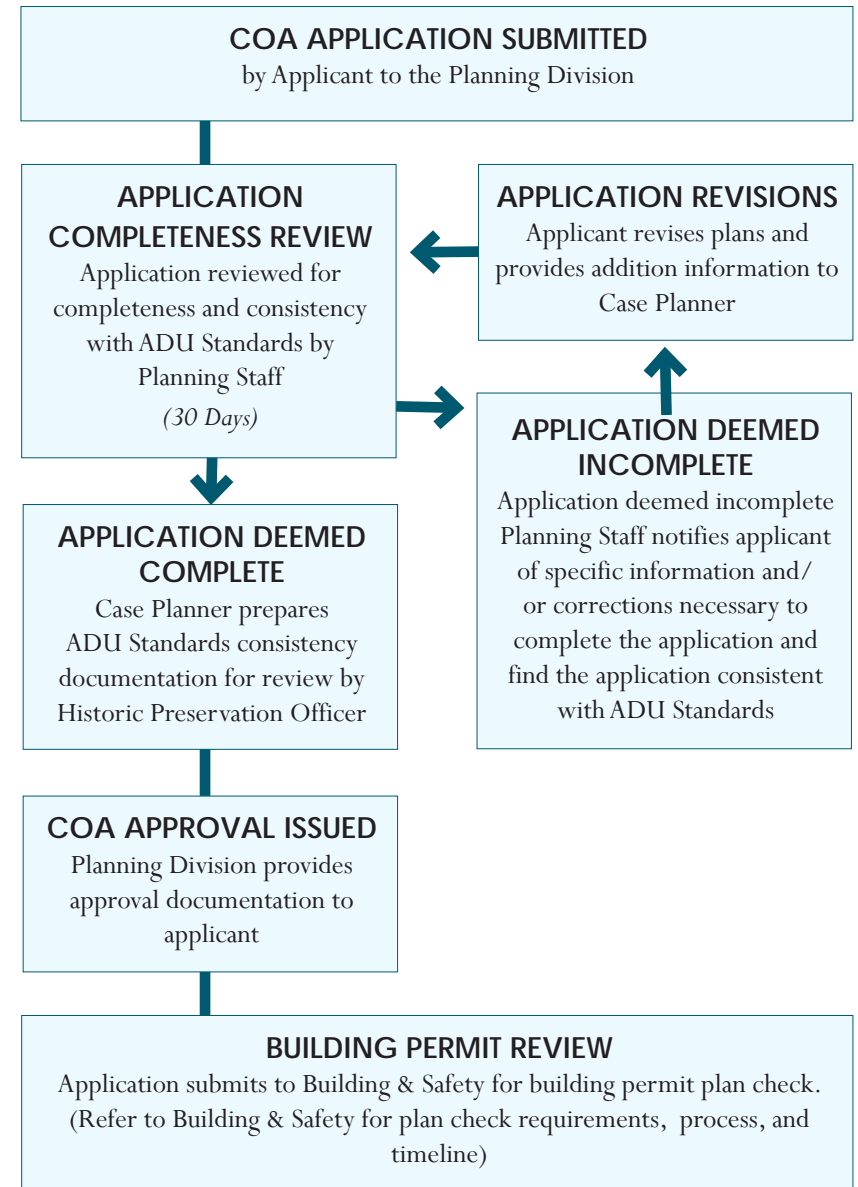 COA APPLICATION SUBMITTED
by Applicant to the Planning Division
APPLICATION
COMPLETENESS REVIEW
Application reviewed for
completeness and consistency
with ADU Standards by
Planning Staff
(30 Days)
APPLICATION REVISIONS
Applicant revises plans and
provides addition information to
Case Planner
APPLICATION DEEMED
INCOMPLETE
Application deemed incomplete
Planning Staff notifies applicant
of specific information and/
or corrections necessary to
complete the application and
find the application consistent
with ADU Standards
APPLICATION DEEMED
COMPLETE
Case Planner prepares
ADU Standards consistency
documentation for review by
Historic Preservation Officer
COA APPROVAL ISSUED
Planning Division provides
approval documentation to
applicant
BUILDING PERMIT REVIEW
Application submits to Building & Safety for building permit plan check.
(Refer to Building & Safety for plan check requirements, process, and
timeline)